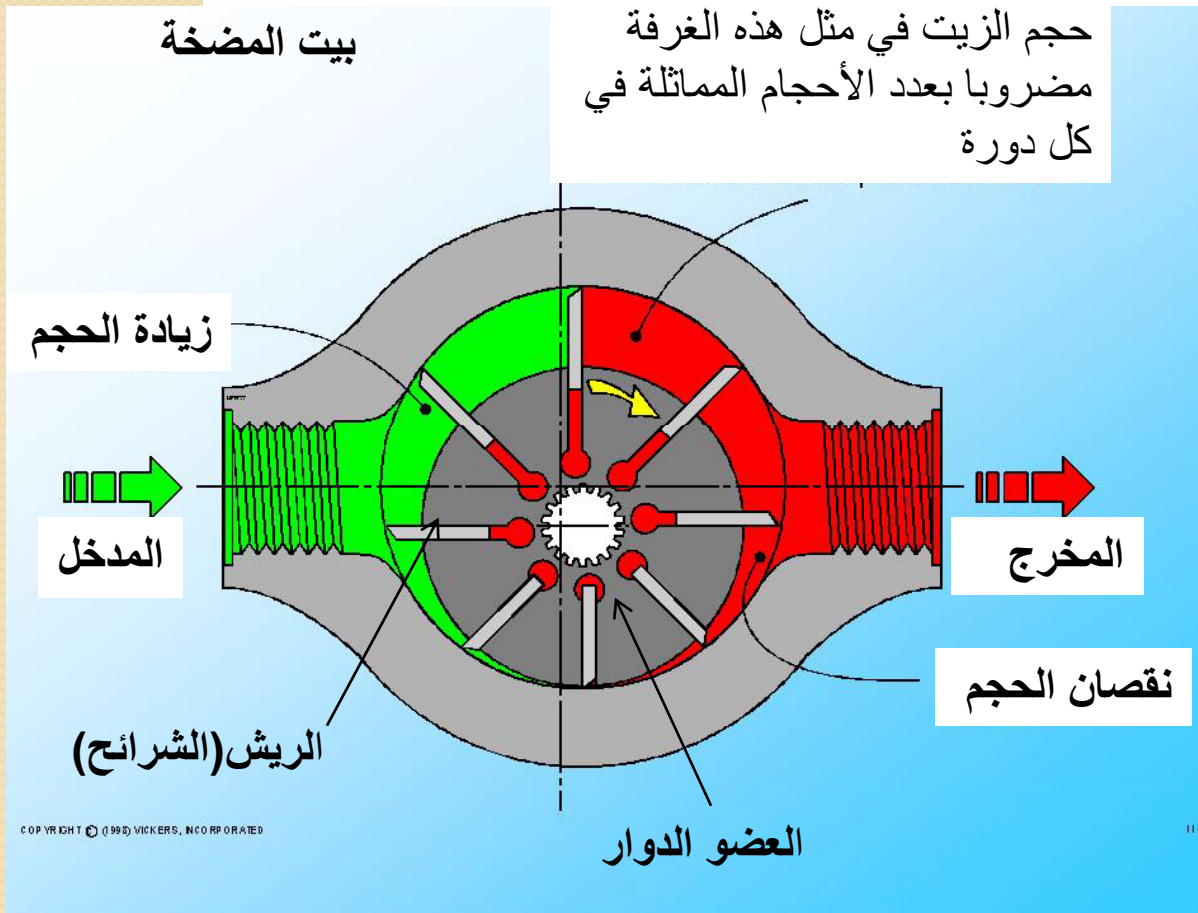 بيت المضخة
حجم الزيت في مثل هذه الغرفة
مضروبا بعدد الأحجام المماثلة في
كل دورة
زيادة الحجم
المدخل
المخرج
نقصان الحجم
الريش(الشرائح)
العضو الدوار
COPYRIGHT © (1998) VICKERS, INCORPORATED